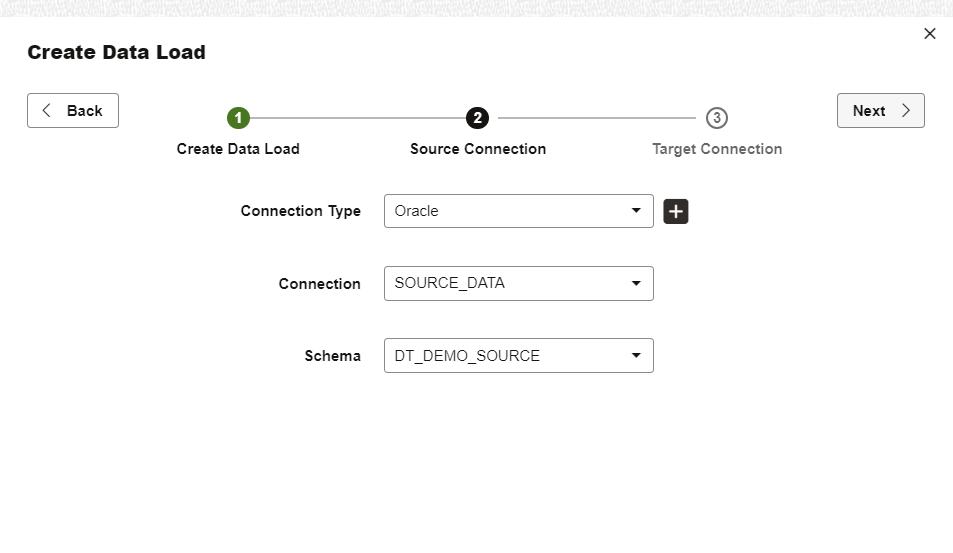 Create Data Load
Back
1
2
3
Next
Create Data Load
Source Connection
Target Connection
Connection Type
Oracle
Connection
SOURCE_DATA
Schema
DT_DEMO_SOURCE